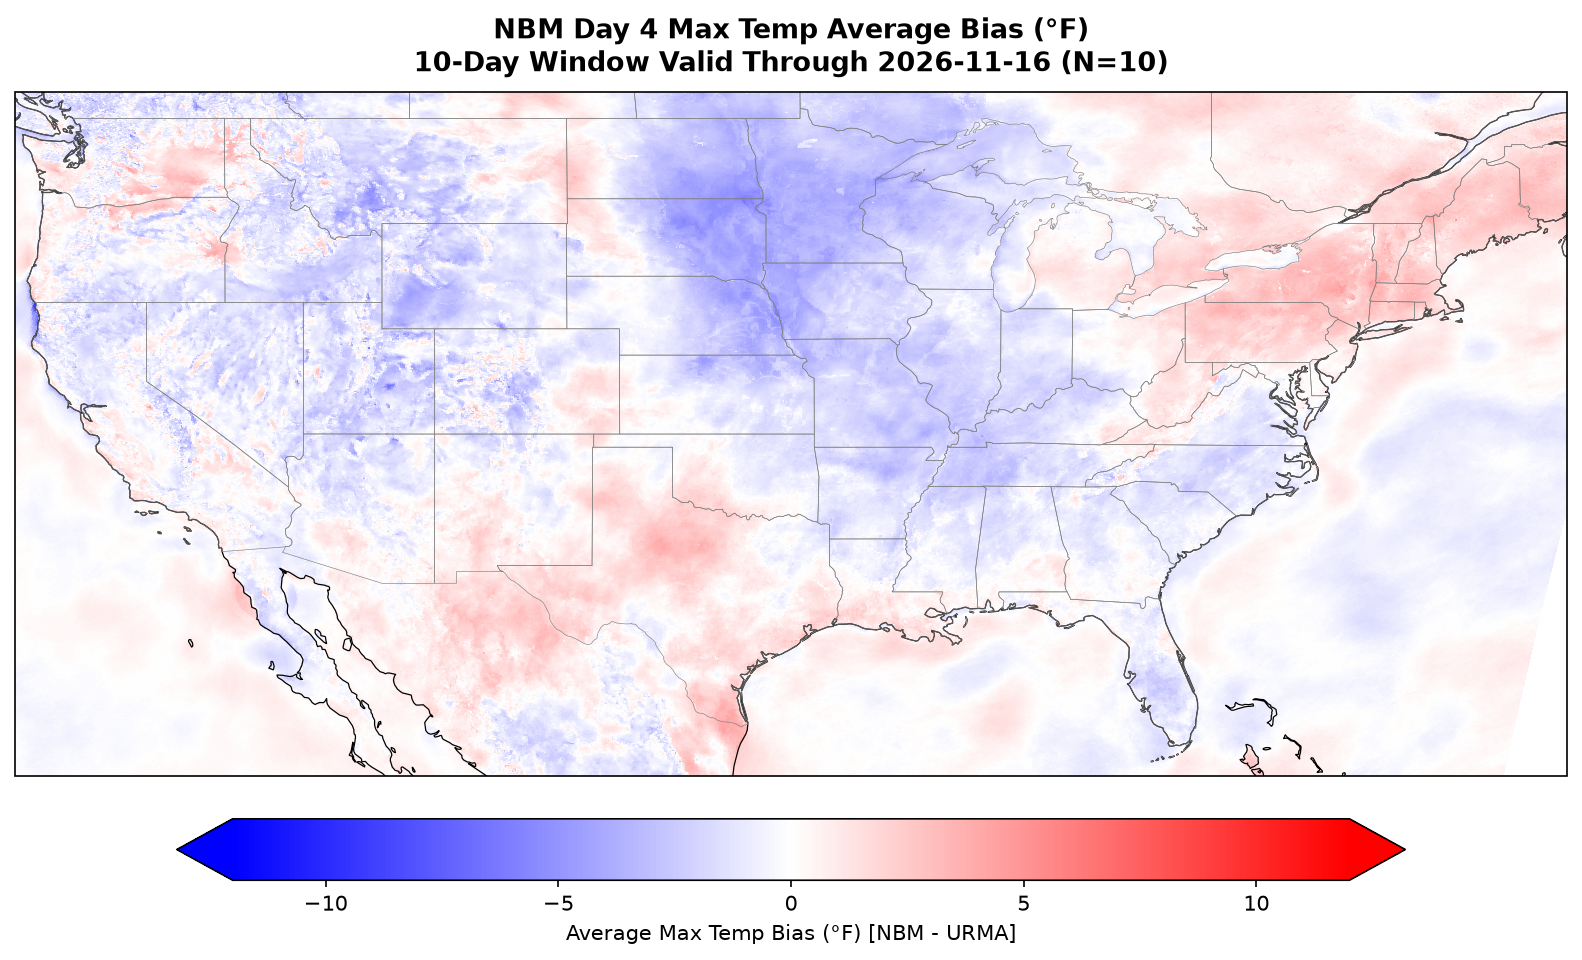 NBM Day 4 Max Temp Average Bias (°F)
10-Day Window Valid Through 2026-11-16 (N=10)
−10
−5
0
5
10
Average Max Temp Bias (°F) [NBM - URMA]